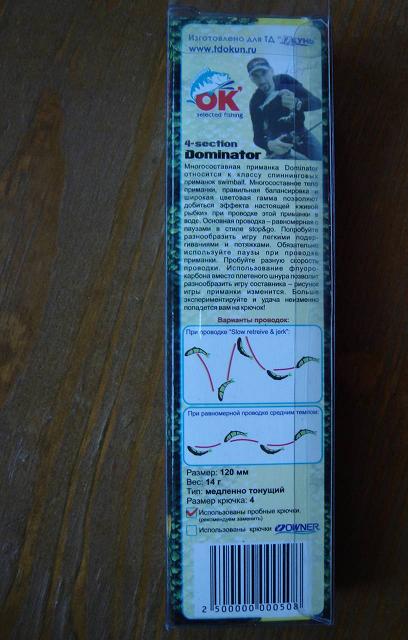 Изготовлено для ТД "ОКУНЬ"
www.tdokun.ru
OK
selected fishing
4-section
Dominator
Многосоставная приманка Dominator
относится к классу спиннинговых
приманок swimbait. Многосоставное тело
приманки, правильная балансировка и
широкая цветовая гамма позволяют
добиться эффекта настоящей «живой
рыбки» при проводке этой приманки в
воде. Основная проводка – равномерная с
паузами в стиле stop&go. Попробуйте
разнообразить игру легкими подер-
гиваниями и потяжками. Обязательно
используйте паузы при проводке
приманки. Пробуйте разную скорость
проводки. Использование флуоро-
карбона вместо плетеного шнура позволит
разнообразить игру составника – рисунок
игры приманки изменится. Больше
экспериментируйте и удача неизменно
попадется вам на крючок!
Варианты проводок:
При проводке "Slow retreive & jerk":
При равномерной проводке средним темпом:
Размер: 120 мм
Вес: 14 г
Тип: медленно тонущий
Размер крючка: 4
Использованы пробные крючки
(рекомендуем заменить)
Использованы крючки OWNER
2 500000 000508